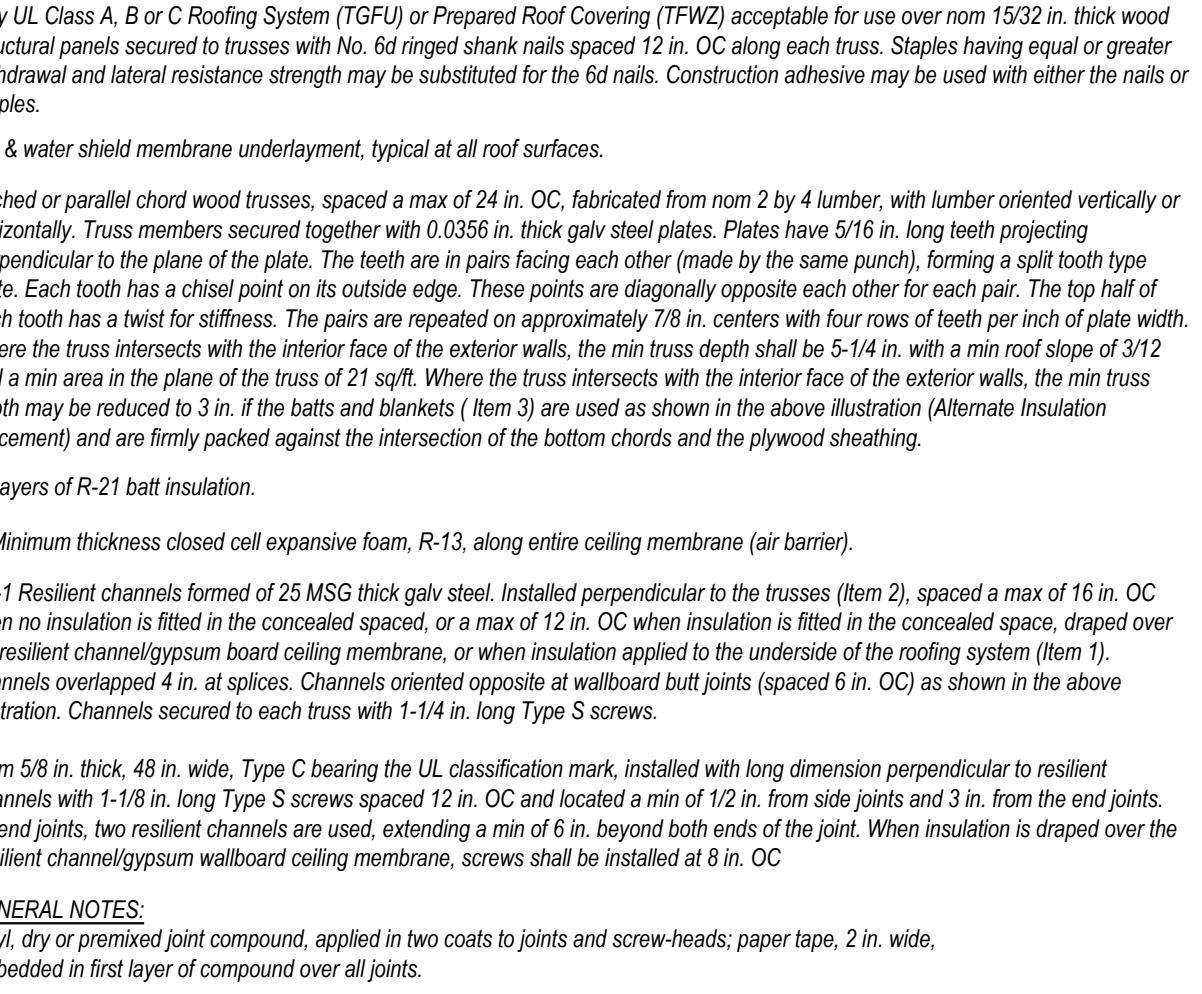 y UL Class A, B or C Roofing System (TGFU) or Prepared Roof Covering (TFWZ) acceptable for use over nom 15/32 in. thick wood
uctural panels secured to trusses with No. 6d ringed shank nails spaced 12 in. OC along each truss. Staples having equal or greater
hdrawal and lateral resistance strength may be substituted for the 6d nails. Construction adhesive may be used with either the nails or
ples.
& water shield membrane underlayment, typical at all roof surfaces.
ched or parallel chord wood trusses, spaced a max of 24 in. OC, fabricated from nom 2 by 4 lumber, with lumber oriented vertically or
izontally. Truss members secured together with 0.0356 in. thick galv steel plates. Plates have 5/16 in. long teeth projecting
pendicular to the plane of the plate. The teeth are in pairs facing each other (made by the same punch), forming a split tooth type
te. Each tooth has a chisel point on its outside edge. These points are diagonally opposite each other for each pair. The top half of
ch tooth has a twist for stiffness. The pairs are repeated on approximately 7/8 in. centers with four rows of teeth per inch of plate width.
ere the truss intersects with the interior face of the exterior walls, the min truss depth shall be 5-1/4 in. with a min roof slope of 3/12
d a min area in the plane of the truss of 21 sq/ft. Where the truss intersects with the interior face of the exterior walls, the min truss
pth may be reduced to 3 in. if the batts and blankets ( Item 3) are used as shown in the above illustration (Alternate Insulation
cement) and are firmly packed against the intersection of the bottom chords and the plywood sheathing.
ayers of R-21 batt insulation.
Minimum thickness closed cell expansive foam, R-13, along entire ceiling membrane (air barrier).
-1 Resilient channels formed of 25 MSG thick galv steel. Installed perpendicular to the trusses (Item 2), spaced a max of 16 in. OC
en no insulation is fitted in the concealed spaced, or a max of 12 in. OC when insulation is fitted in the concealed space, draped over
resilient channel/gypsum board ceiling membrane, or when insulation applied to the underside of the roofing system (Item 1).
annels overlapped 4 in. at splices. Channels oriented opposite at wallboard butt joints (spaced 6 in. OC) as shown in the above
stration. Channels secured to each truss with 1-1/4 in. long Type S screws.
m 5/8 in. thick, 48 in. wide, Type C bearing the UL classification mark, installed with long dimension perpendicular to resilient
annels with 1-1/8 in. long Type S screws spaced 12 in. OC and located a min of 1/2 in. from side joints and 3 in. from the end joints.
end joints, two resilient channels are used, extending a min of 6 in. beyond both ends of the joint. When insulation is draped over the
ilient channel/gypsum wallboard ceiling membrane, screws shall be installed at 8 in. OC
NERAL NOTES:
yl, dry or premixed joint compound, applied in two coats to joints and screw-heads; paper tape, 2 in. wide,
bedded in first layer of compound over all joints.